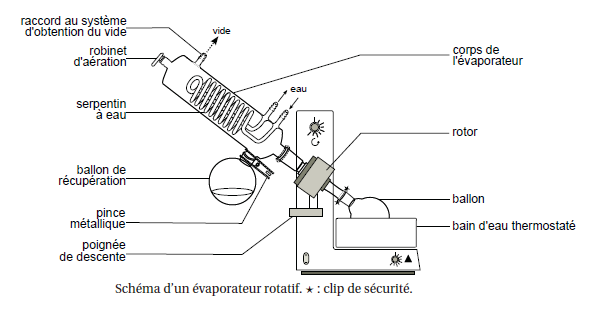 raccord au système
d'obtention du vide
vide
robinet
d'aération
corps de
l'évaporateur
eau
serpentin
à eau
rotor
ballon de
récupération
ballon
pince
métallique
bain d'eau thermostaté
poignée
de descente
Schéma d'un évaporateur rotatif. ★ : clip de sécurité.